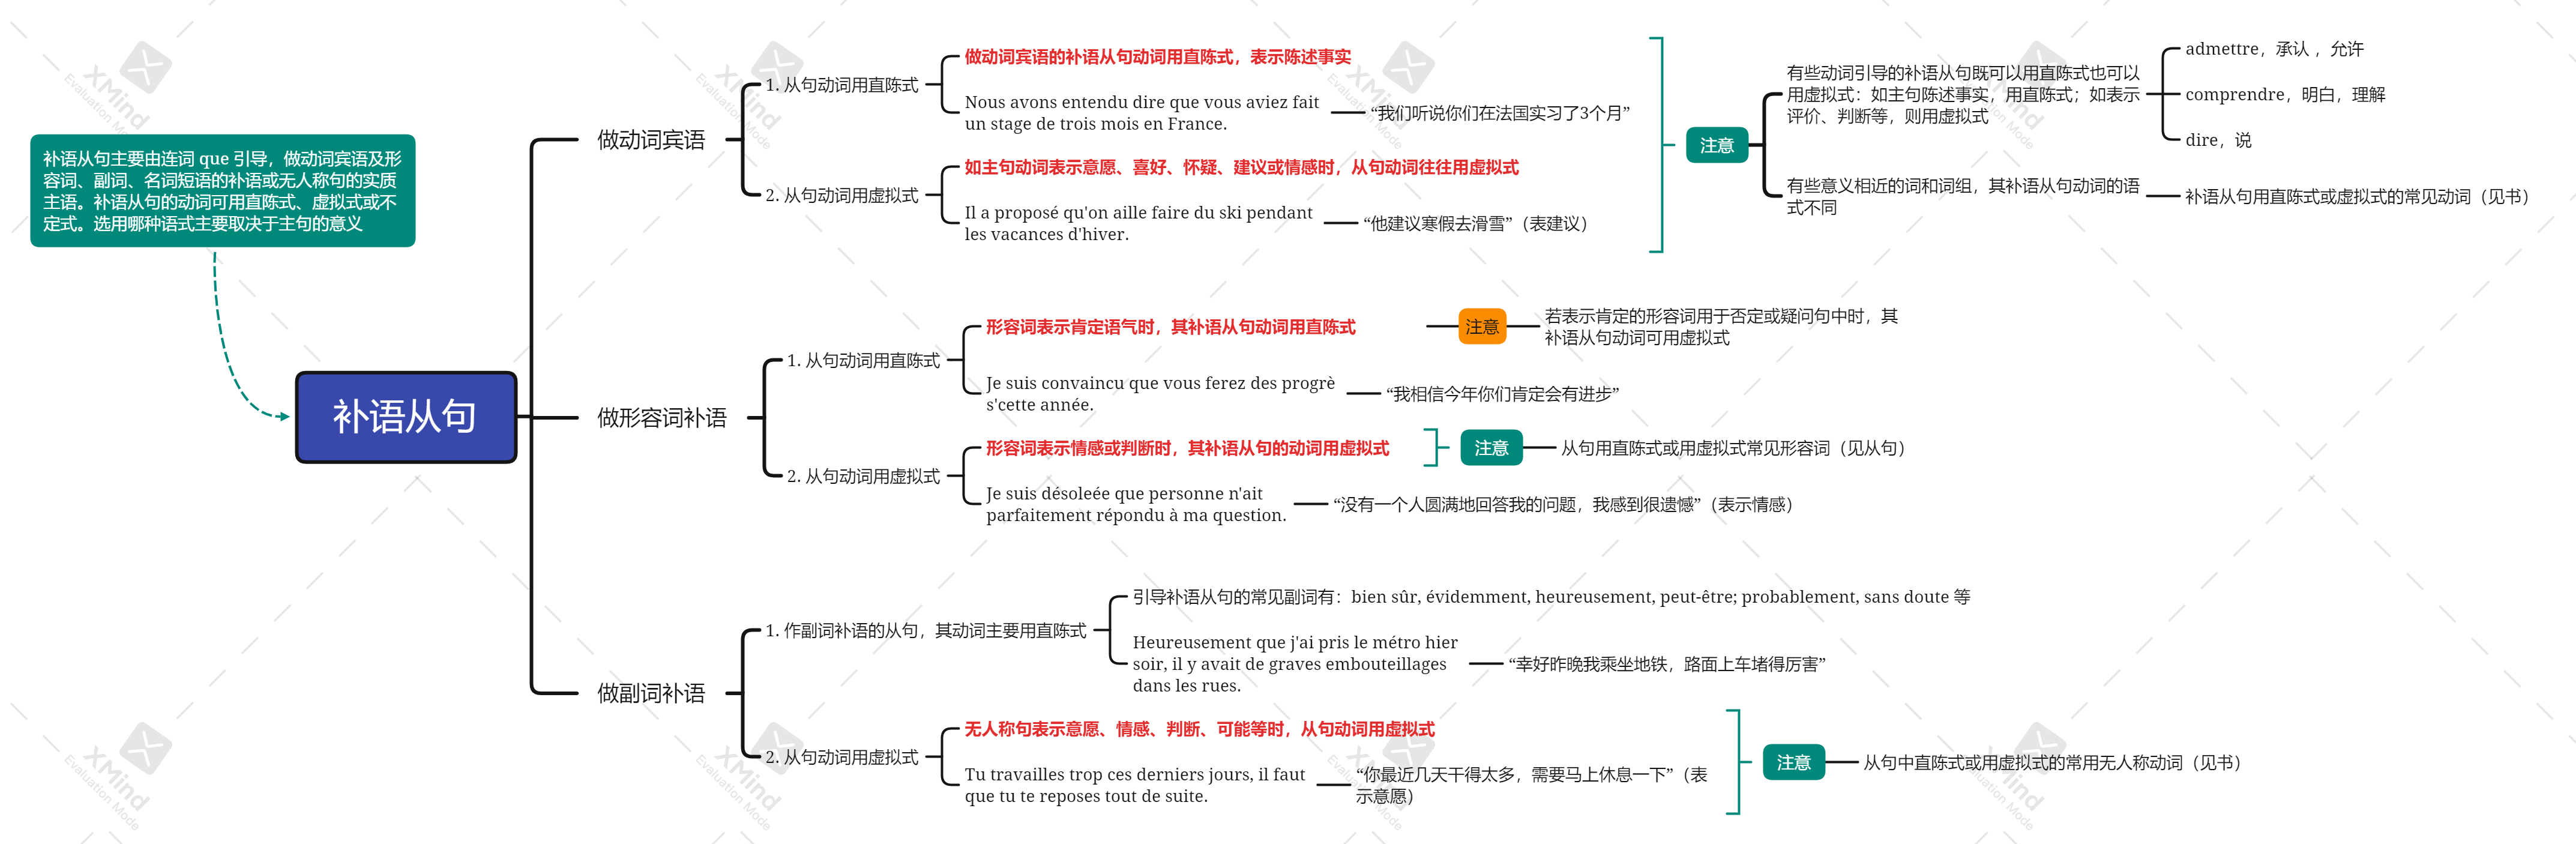 补语从句主要由连词 que 引导，做动词宾语及形
容词、副词、名词短语的补语或无人称句的实质
主语。补语从句的动词可用直陈式、虚拟式或不
定式。选用哪种语式主要取决于主句的意义
补语从句
做动词宾语
1. 从句动词用直陈式
做动词宾语的补语从句动词用直陈式，表示陈述事实
Nous avons entendu dire que vous aviez fait
un stage de trois mois en France.
“我们听说你们在法国实习了3个月”
2. 从句动词用虚拟式
如主句动词表示意愿、喜好、怀疑、建议或情感时，从句动词往往用虚拟式
Il a proposé qu'on aille faire du ski pendant
les vacances d'hiver.
“他建议寒假去滑雪”（表建议）
注意
有些动词引导的补语从句既可以用直陈式也可以
用虚拟式：如主句陈述事实，用直陈式；如表示
评价、判断等，则用虚拟式
admettre，承认 ，允许
comprendre，明白，理解
dire，说
有些意义相近的词和词组，其补语从句动词的语
式不同
补语从句用直陈式或虚拟式的常见动词（见书）
做形容词补语
1. 从句动词用直陈式
形容词表示肯定语气时，其补语从句动词用直陈式
注意
若表示肯定的形容词用于否定或疑问句中时，其
补语从句动词可用虚拟式
Je suis convaincu que vous ferez des progrè
s'cette année.
“我相信今年你们肯定会有进步”
2. 从句动词用虚拟式
形容词表示情感或判断时，其补语从句的动词用虚拟式
注意
从句用直陈式或用虚拟式常见形容词（见从句）
Je suis désoleée que personne n'ait
parfaitement répondu à ma question.
“没有一个人圆满地回答我的问题，我感到很遗憾”（表示情感）
做副词补语
1. 作副词补语的从句，其动词主要用直陈式
引导补语从句的常见副词有：bien sûr, évidemment, heureusement, peut-être; probablement, sans doute 等
Heureusement que j'ai pris le métro hier
soir, il y avait de graves embouteillages
dans les rues.
“幸好昨晚我乘坐地铁，路面上车堵得厉害”
2. 从句动词用虚拟式
无人称句表示意愿、情感、判断、可能等时，从句动词用虚拟式
Tu travailles trop ces derniers jours, il faut
que tu te reposes tout de suite.
“你最近几天干得太多，需要马上休息一下”（表
示意愿）
注意
从句中直陈式或用虚拟式的常用无人称动词（见书）
XMind
Evaluation Mode
XMind
Evaluation Mode
XMind
Evaluation Mode
XMind
Evaluation Mode
XMind
Evaluation Mode
XMind
Evaluation Mode
XMind
Evaluation Mode
XMind
Evaluation Mode